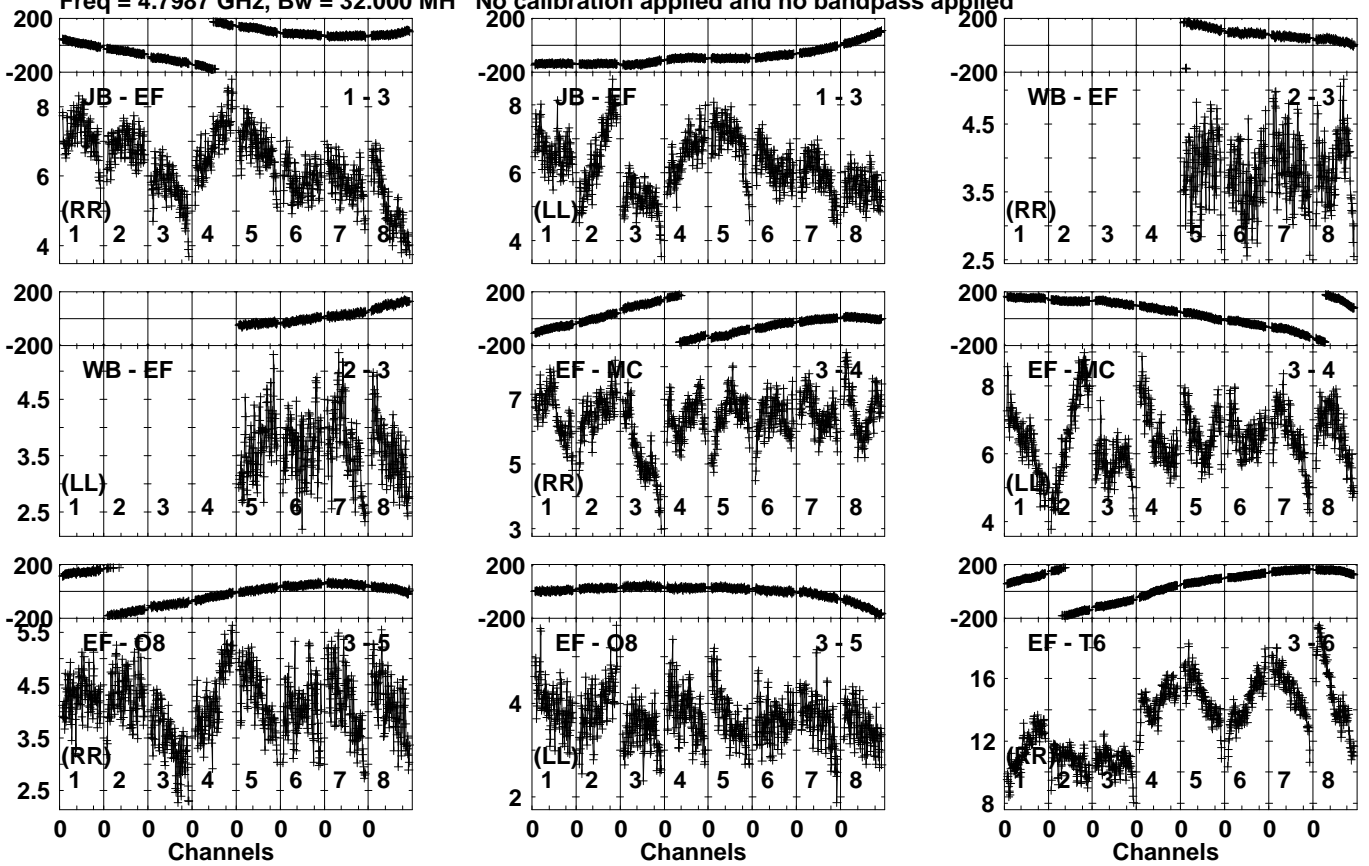 Freq = 4.7987 GHz, Bw = 32.000 MH No calibration applied and no bandpass applied
200
-200
JB - EF 1 - 3
8
6
4
(RR)
1 2 3 4 5 6 7 8
-200
JB - EF 1 - 3
8
6
4
(LL)
1 2 3 4 5 6 7 8
200
-200
WB - EF 2 - 3
4.5
3.5
2.5
(RR)
1 2 3 4 5 6 7 8
200
-200
WB - EF 2 - 3
4.5
3.5
2.5
(LL)
1 2 3 4 5 6 7 8
200
-200
EF - MC 3 - 4
7
5
3
(RR)
1 2 3 4 5 6 7 8
200
-200
EF - MC 3 - 4
8
6
4
(LL)
1 2 3 4 5 6 7 8
200
-200
5.5
EF - O8 3 - 5
4.5
3.5
2.5
(RR)
1 2 3 4 5 6 7 8
0 0 0 0 0 0 0 0
Channels
200
-200
EF - O8 3 - 5
4
2
(LL)
1 2 3 4 5 6 7 8
0 0 0 0 0 0 0 0
Channels
200
-200
EF - T6 3 - 6
16
12
8
(RR)
1 2 3 4 5 6 7 8
0 0 0 0 0 0 0 0
Channels